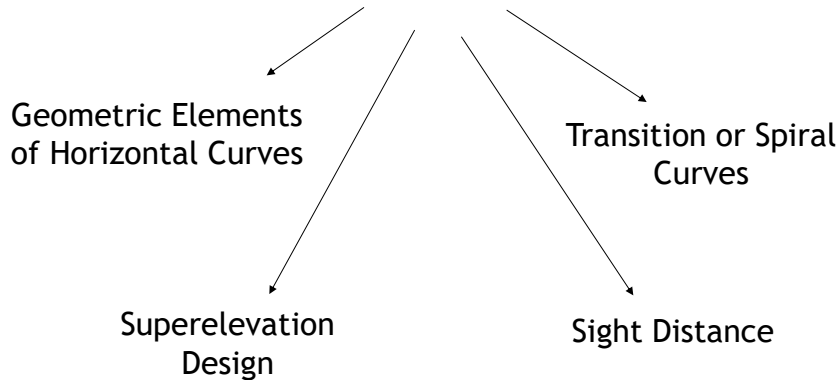 Geometric Elements
of Horizontal Curves
Transition or Spiral
Curves
Superelevation
Design
Sight Distance